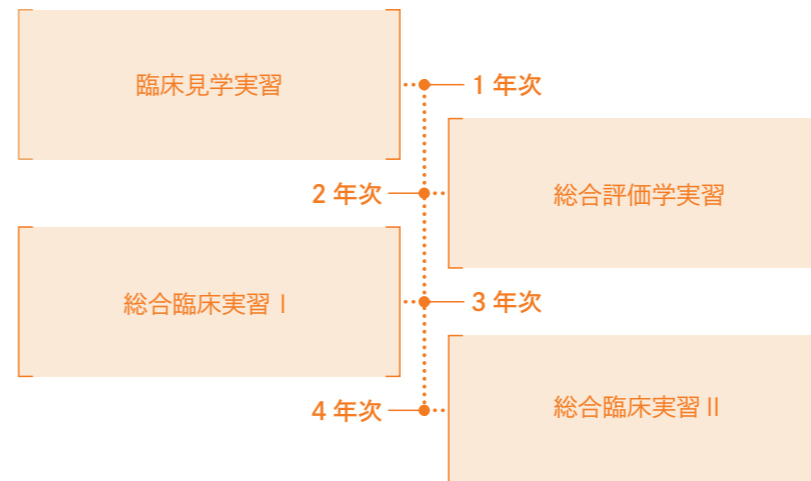 臨床見学実習
1 年次
2 年次
総合評価学実習
総合臨床実習 I
3 年次
4 年次
総合臨床実習 II